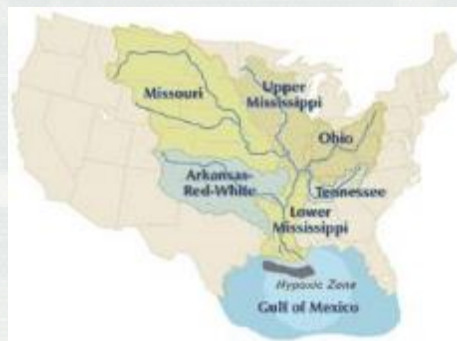 Missouri
Upper
Mississippi
Ohio
Arkansas-
Red-White
Tennessee
Lower
Mississippi
Hypoxic Zone
Gulf of Mexico